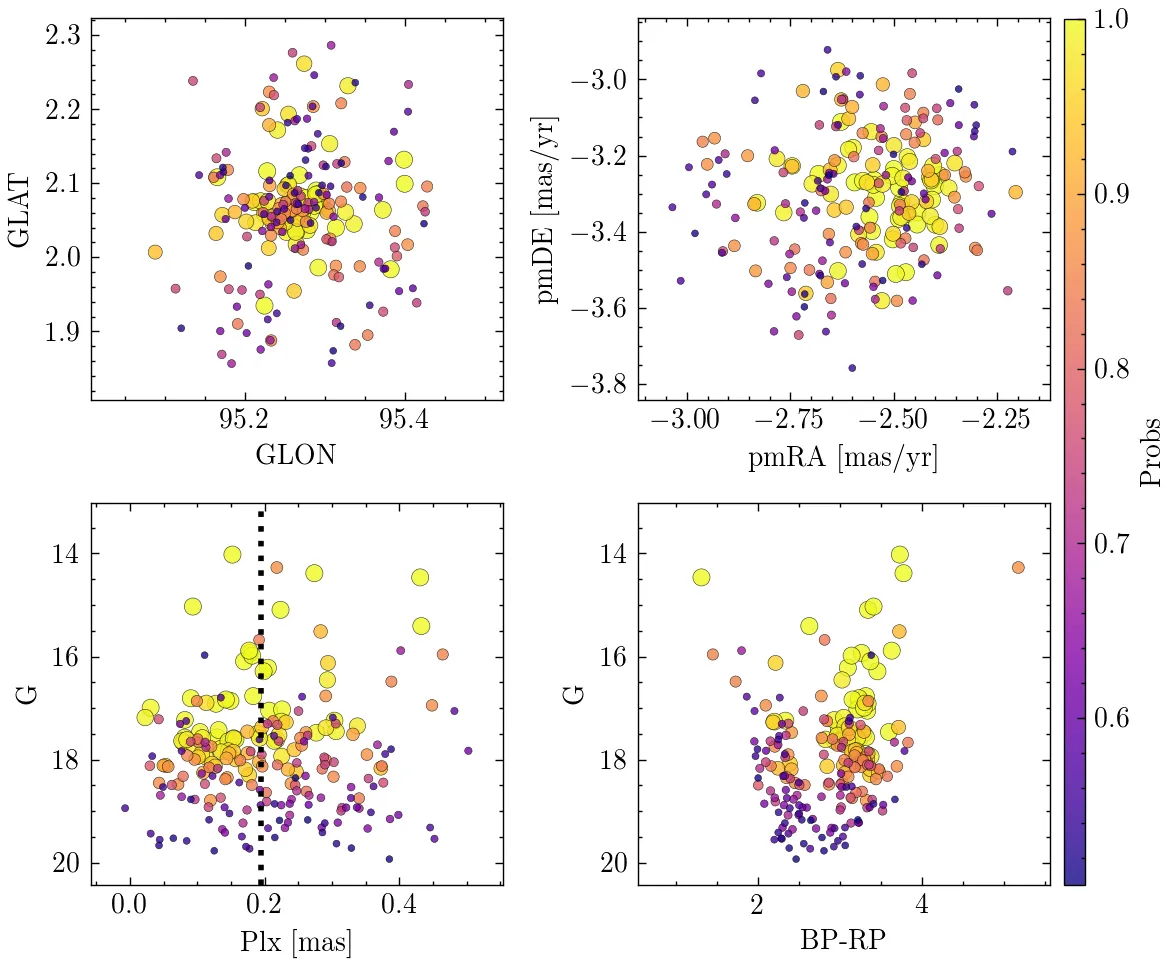 2.3
2.2
2.1
2.0
1.9
GLAT
95.2 95.4
GLON
−3.0
−3.2
−3.4
−3.6
−3.8
pmDE [mas/yr]
−3.00 −2.75 −2.50 −2.25
pmRA [mas/yr]
14
16
18
20
G
0.0 0.2 0.4
Plx [mas]
14
16
18
20
G
2 4
BP-RP
1.0
0.9
0.8
0.7
0.6
Probs